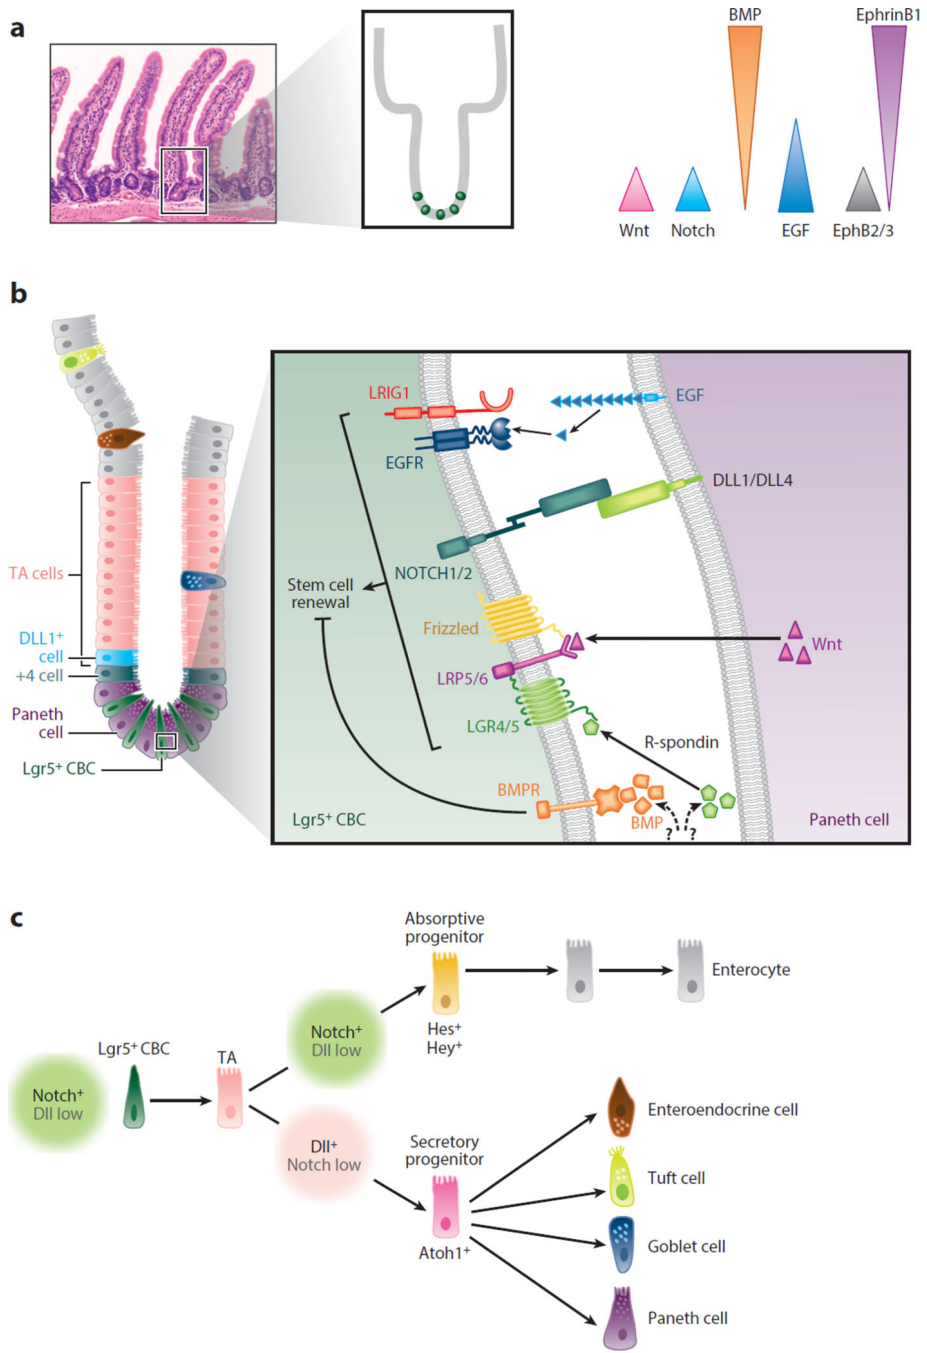 a
BMP
EphrinB1
Wnt
Notch
EGF
EphB2/3
b
TA cells
DLL1+
cell
+4 cell
Paneth
cell
Lgr5+ CBC
LRIG1
EGF
EGFR
DLL1/DLL4
NOTCH1/2
Stem cell
renewal
Frizzled
Wnt
LRP5/6
LGR4/5
R-spondin
BMPR
BMP
? ?
Lgr5+ CBC
Paneth cell
c
Absorptive
progenitor
Enterocyte
Notch+
Dll low
Hes+
Hey+
Lgr5+ CBC
TA
Notch+
Dll low
Dll+
Notch low
Secretory
progenitor
Atoh1+
Enteroendocrine cell
Tuft cell
Goblet cell
Paneth cell